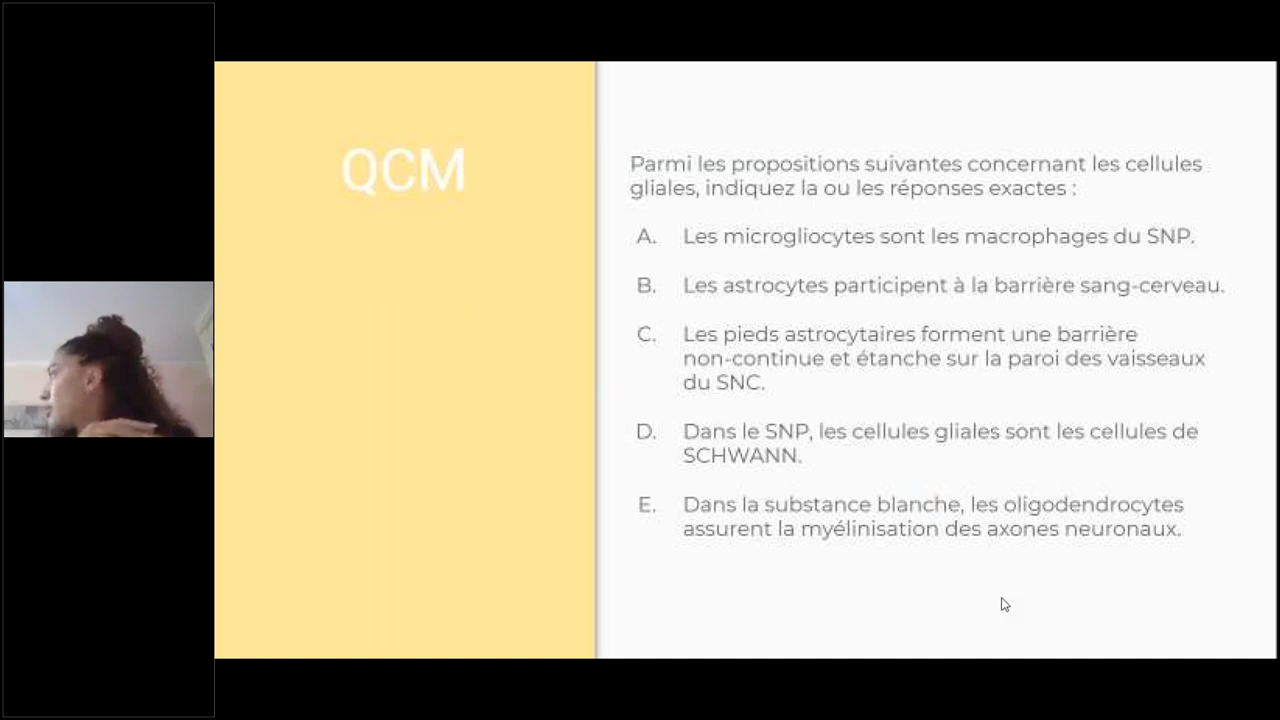 QCM
Parmi les propositions suivantes concernant les cellules
gliales, indiquez la ou les réponses exactes :
A. Les microgliocytes sont les macrophages du SNP.
B. Les astrocytes participent à la barrière sang-cerveau.
C. Les pieds astrocytaires forment une barrière
non-continue et étanche sur la paroi des vaisseaux
du SNC.
D. Dans le SNP, les cellules gliales sont les cellules de
SCHWANN.
E. Dans la substance blanche, les oligodendrocytes
assurent la myélinisation des axones neuronaux.